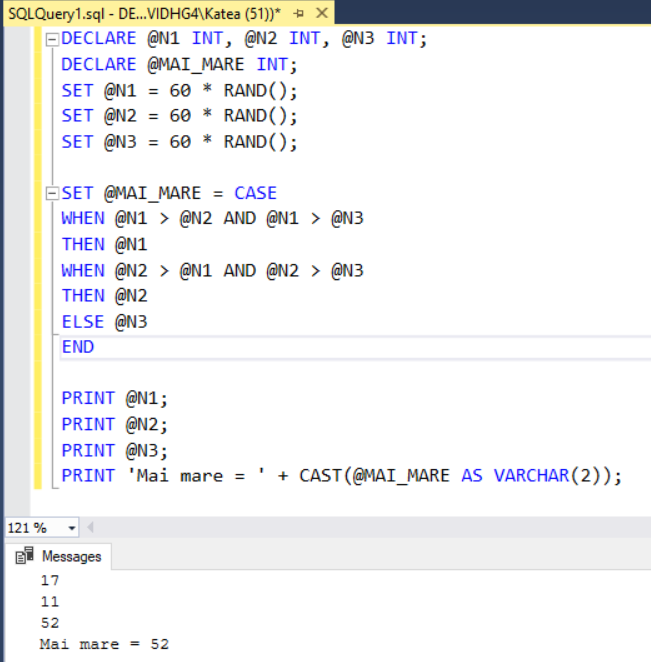 SQLQuery1.sql - DE...VIDHG4\Katea (51))*
DECLARE @N1 INT, @N2 INT, @N3 INT;
DECLARE @MAI_MARE INT;
SET @N1 = 60 * RAND();
SET @N2 = 60 * RAND();
SET @N3 = 60 * RAND();
SET @MAI_MARE = CASE
WHEN @N1 > @N2 AND @N1 > @N3
THEN @N1
WHEN @N2 > @N1 AND @N2 > @N3
THEN @N2
ELSE @N3
END
PRINT @N1;
PRINT @N2;
PRINT @N3;
PRINT 'Mai mare = ' + CAST(@MAI_MARE AS VARCHAR(2));
121 %
Messages
17
11
52
Mai mare = 52